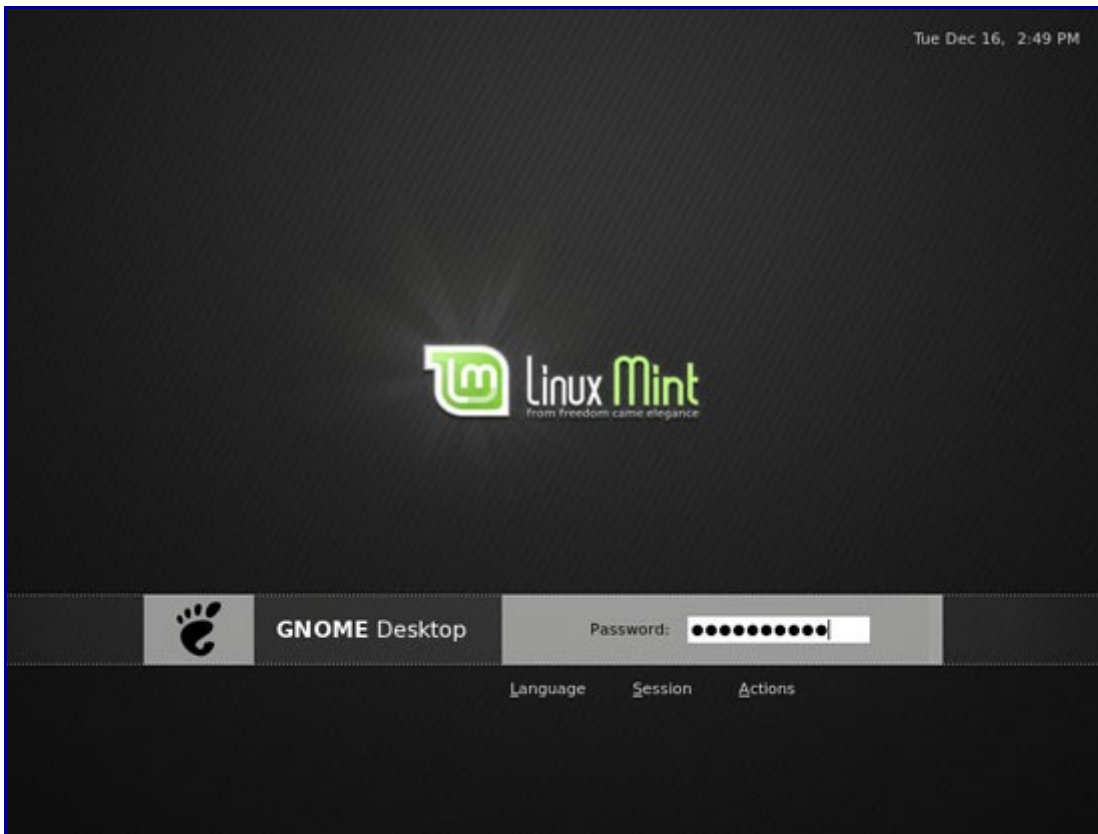 Tue Dec 16, 2:49 PM
Linux Mint
from freedom came elegance
GNOME Desktop
Password: ●●●●●●●●●●
Language Session Actions